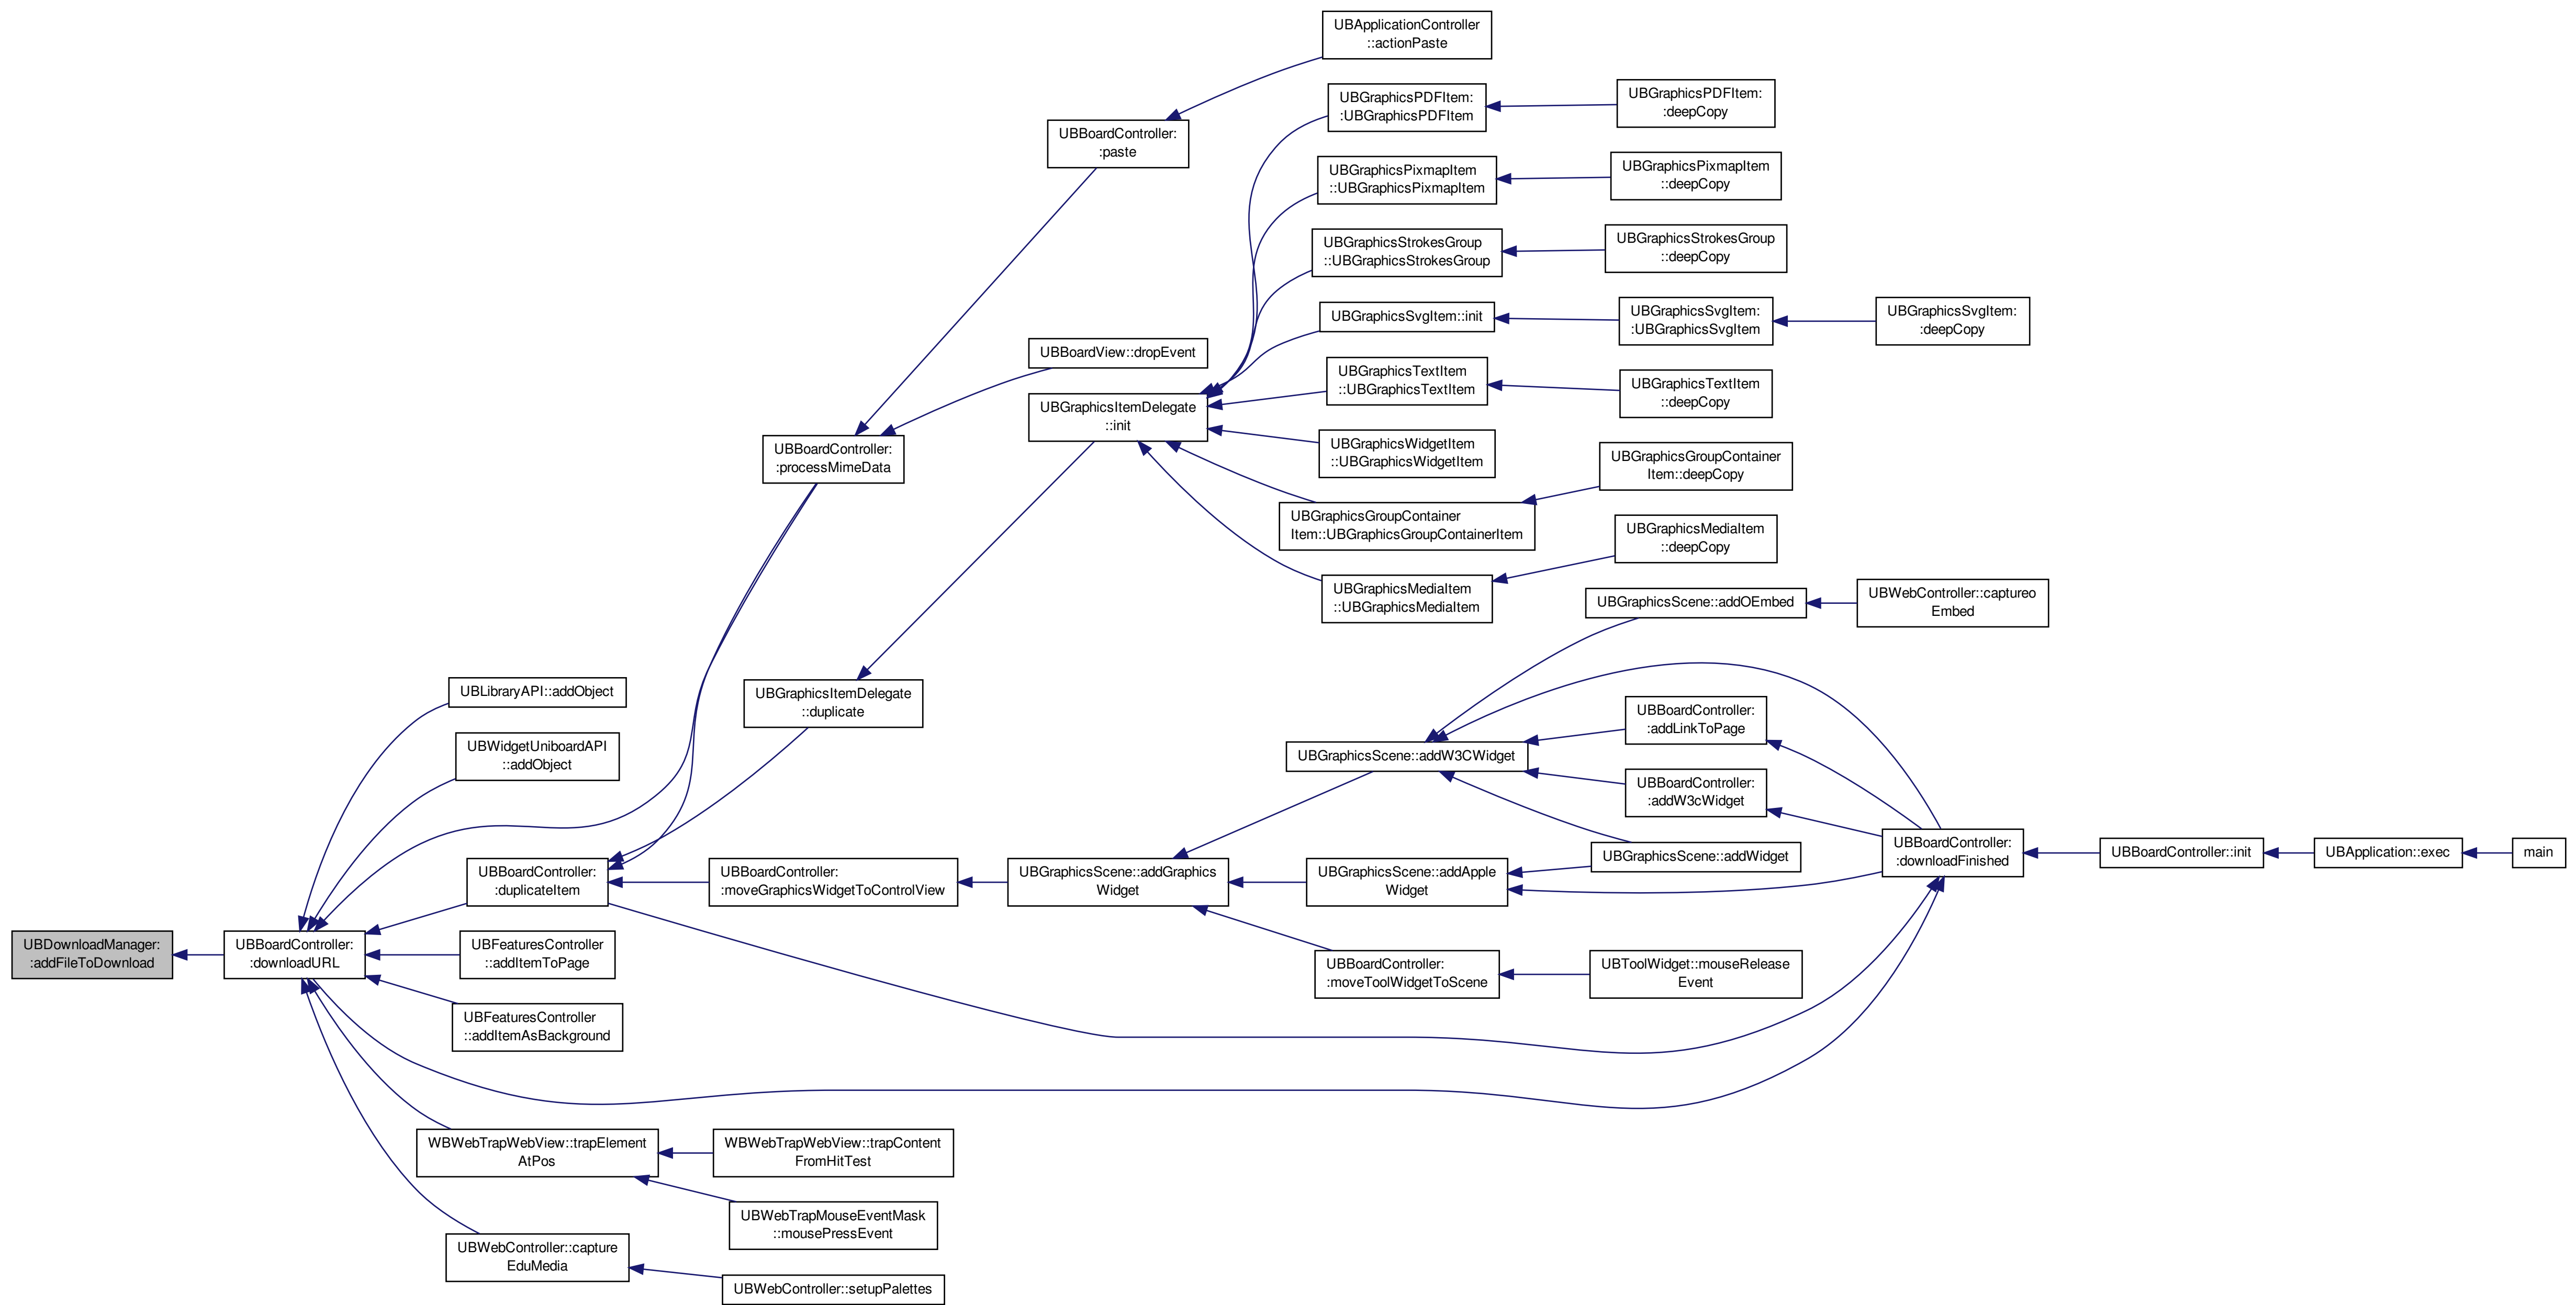 UBApplicationController
::actionPaste
UBGraphicsPDFItem:
:UBGraphicsPDFItem
UBGraphicsPDFItem:
:deepCopy
UBBoardController:
:paste
UBGraphicsPixmapItem
::UBGraphicsPixmapItem
UBGraphicsPixmapItem
::deepCopy
UBGraphicsStrokesGroup
::UBGraphicsStrokesGroup
UBGraphicsStrokesGroup
::deepCopy
UBGraphicsSvgItem::init
UBGraphicsSvgItem:
:UBGraphicsSvgItem
UBGraphicsSvgItem:
:deepCopy
UBBoardView::dropEvent
UBGraphicsTextItem
::UBGraphicsTextItem
UBGraphicsTextItem
::deepCopy
UBGraphicsItemDelegate
::init
UBBoardController:
:processMimeData
UBGraphicsWidgetItem
::UBGraphicsWidgetItem
UBGraphicsGroupContainer
Item::deepCopy
UBGraphicsGroupContainer
Item::UBGraphicsGroupContainerItem
UBGraphicsMediaItem
::deepCopy
UBGraphicsMediaItem
::UBGraphicsMediaItem
UBGraphicsScene::addOEmbed
UBWebController::captureo
Embed
UBLibraryAPI::addObject
UBGraphicsItemDelegate
::duplicate
UBBoardController:
:addLinkToPage
UBWidgetUniboardAPI
::addObject
UBGraphicsScene::addW3CWidget
UBBoardController:
:addW3cWidget
UBBoardController:
:duplicateItem
UBBoardController:
:moveGraphicsWidgetToControlView
UBGraphicsScene::addGraphics
Widget
UBGraphicsScene::addApple
Widget
UBGraphicsScene::addWidget
UBBoardController:
:downloadFinished
UBBoardController::init
UBApplication::exec
main
UBDownloadManager:
:addFileToDownload
UBBoardController:
:downloadURL
UBFeaturesController
::addItemToPage
UBBoardController:
:moveToolWidgetToScene
UBToolWidget::mouseRelease
Event
UBFeaturesController
::addItemAsBackground
WBWebTrapWebView::trapElement
AtPos
WBWebTrapWebView::trapContent
FromHitTest
UBWebTrapMouseEventMask
::mousePressEvent
UBWebController::capture
EduMedia
UBWebController::setupPalettes